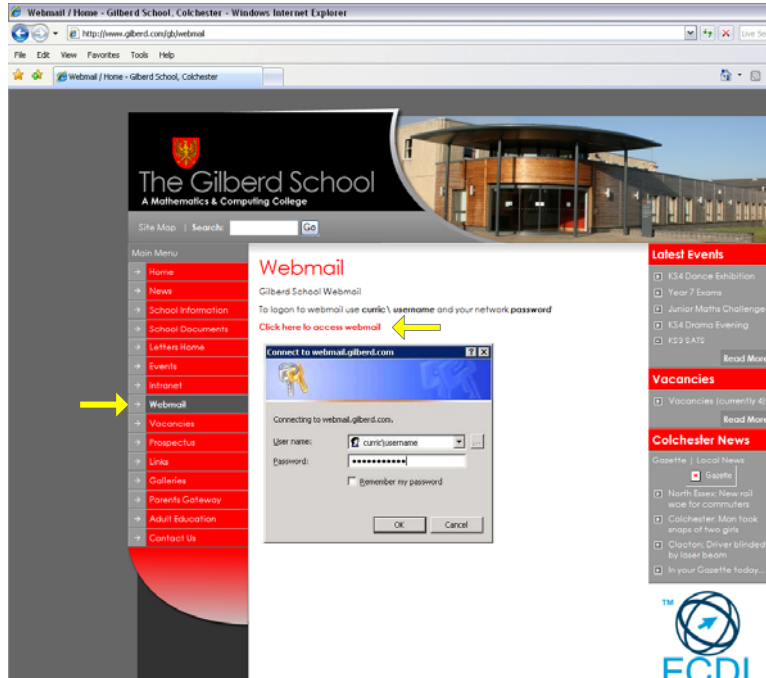 Webmail / Home - Gilberd School, Colchester - Windows Internet Explorer
http://www.gilberd.com/gb/webmail
Live Se
File Edit View Favorites Tools Help
Webmail / Home - Gilberd School, Colchester
The Gilberd School
A Mathematics & Computing College
Site Map | Search: Go
Main Menu
Home
News
School Information
School Documents
Letters Home
Events
Intranet
Webmail
Vacancies
Prospectus
Links
Galleries
Parents Gateway
Adult Education
Contact Us
Webmail
Gilberd School Webmail
To logon to webmail use curric\ username and your network password
Click here to access webmail
Connect to webmail.gilberd.com
Connecting to webmail.gilberd.com.
User name: curric\username
Password:
Remember my password
OK Cancel
Latest Events
KS4 Dance Exhibition
Year 7 Exams
Junior Maths Challenge
KS4 Drama Evening
KS3 SATS
Read More
Vacancies
Vacancies (currently 4)
Read More
Colchester News
Gazette | Local News
Gazette
North Essex: New rail
woe for commuters
Colchester: Man took
snaps of two girls
Clacton: Driver blinded
by laser beam
In your Gazette today...
TM
ECDL